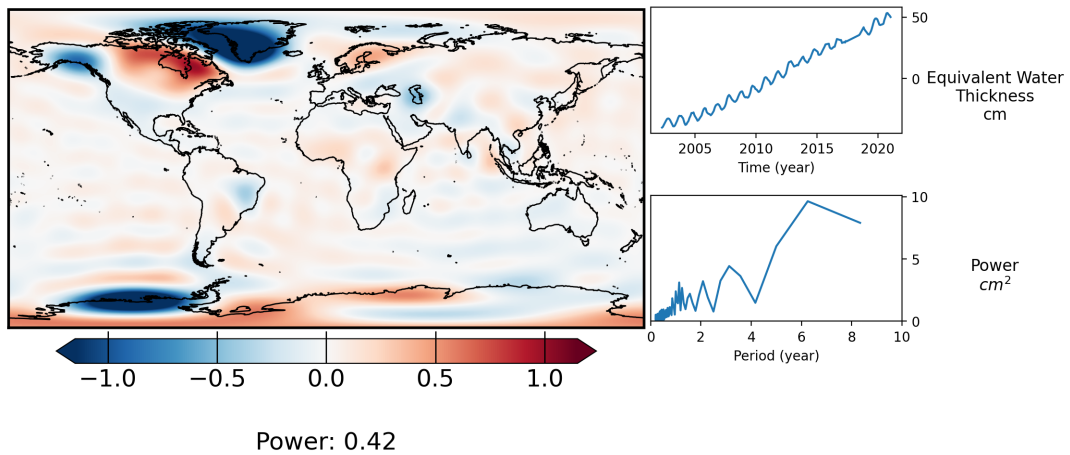 50
0
Equivalent Water
Thickness
cm
2005 2010 2015 2020
Time (year)
10
5
0
Power
cm²
0 2 4 6 8 10
Period (year)
−1.0 −0.5 0.0 0.5 1.0
Power: 0.42